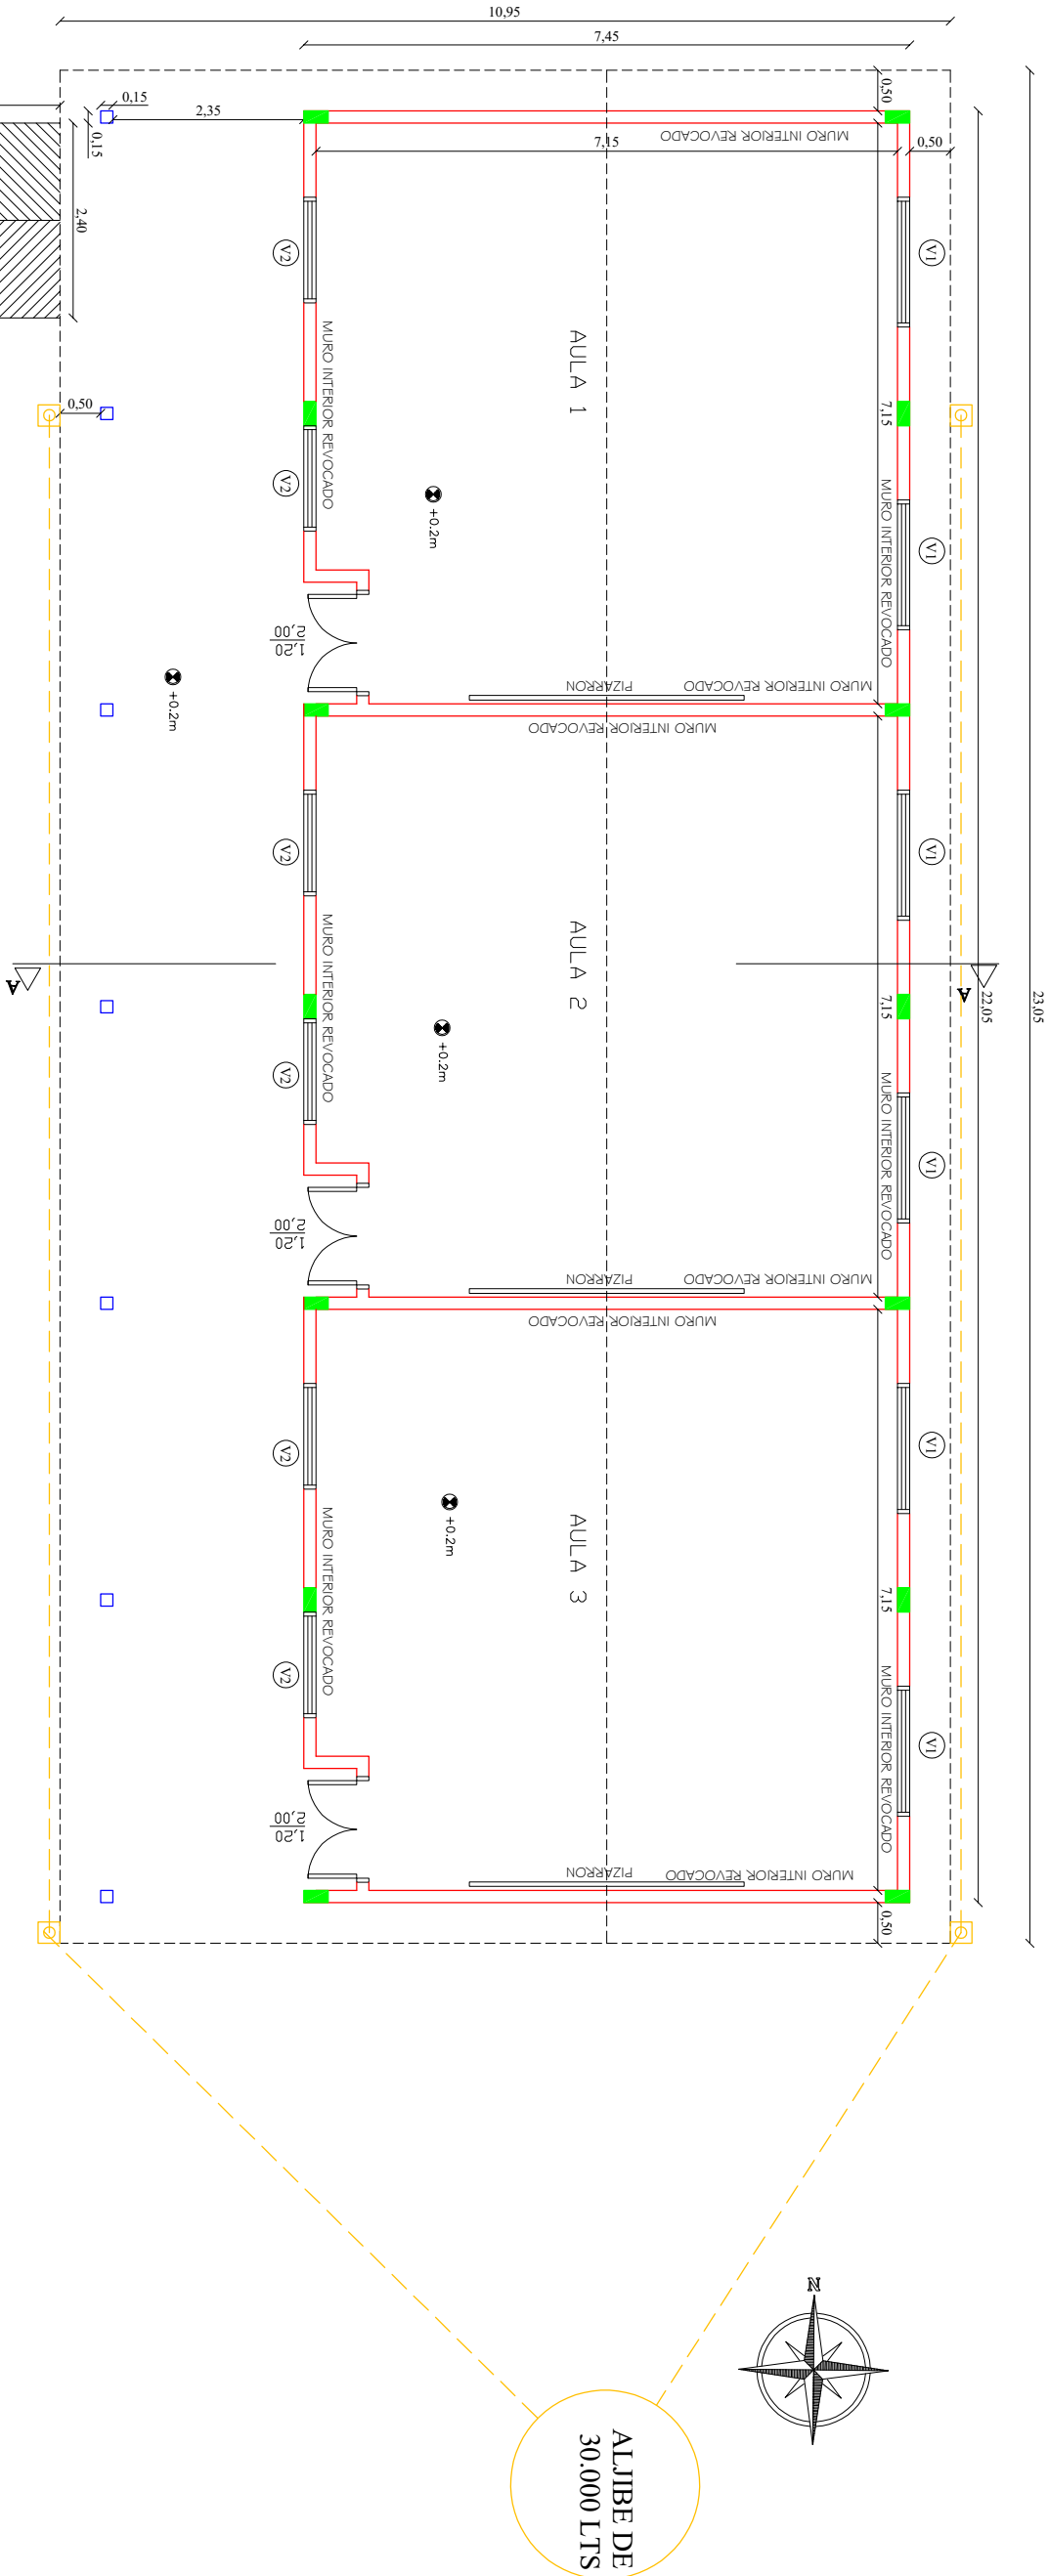 10,95
7,45
23,05
22,05
0,50
0,50
0,15
2,35
0,15
2,40
7,15
MURO INTERIOR REVOCADO
V2
V1
AULA 1
MURO INTERIOR REVOCADO
0,50
7,15
V2
+0.2m
MURO INTERIOR REVOCADO
V1
1,20
2,00
+0.2m
PIZARRON
MURO INTERIOR REVOCADO
MURO INTERIOR REVOCADO
V2
V1
AULA 2
MURO INTERIOR REVOCADO
A
A
7,15
V2
+0.2m
MURO INTERIOR REVOCADO
V1
1,20
2,00
PIZARRON
MURO INTERIOR REVOCADO
MURO INTERIOR REVOCADO
V2
V1
+0.2m
AULA 3
MURO INTERIOR REVOCADO
7,15
V2
MURO INTERIOR REVOCADO
V1
1,20
2,00
PIZARRON
MURO INTERIOR REVOCADO
0,50
N
ALJIBE DE
30.000 LTS